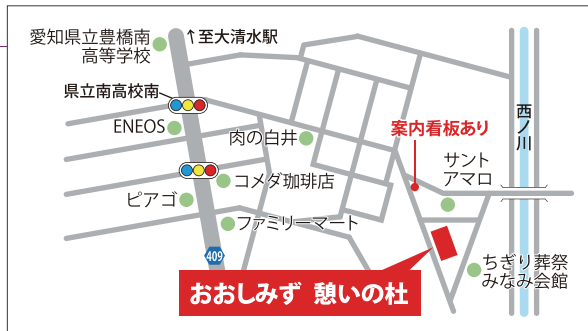 愛知県立豊橋南
高等学校
↑至大清水駅
県立南高校南
ENEOS
肉の白井
案内看板あり
西ノ川
サント
アマロ
コメダ珈琲店
ピアゴ
ファミリーマート
409
ちぎり葬祭
みなみ会館
おおしみず 憩いの杜